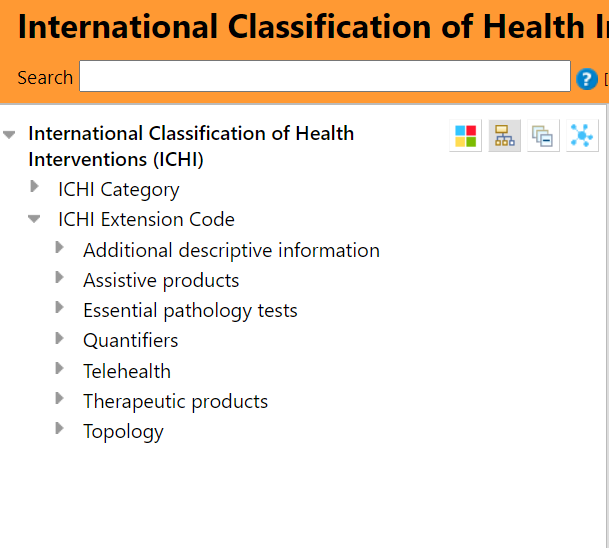 International Classification of Health I
Search
?
International Classification of Health
Interventions (ICHI)
ICHI Category
ICHI Extension Code
Additional descriptive information
Assistive products
Essential pathology tests
Quantifiers
Telehealth
Therapeutic products
Topology